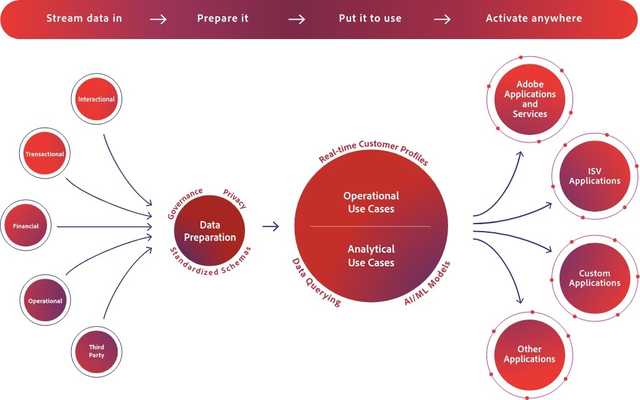 Stream data in
Prepare it
Put it to use
Activate anywhere
Interactional
Transectional
Financial
Operational
Third
Party
Governance
Privacy
Data
Preparation
Standardized Schemas
Real-time Customer Profiles
Operational
Use Cases
Analytical
Use Cases
Data Querying
AI/ML Models
Adobe
Applications
and
Services
ISV
Applications
Custom
Applications
Other
Applications